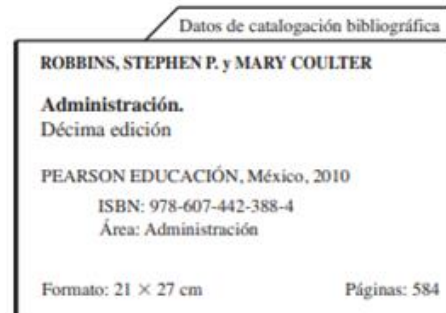 Datos de catalogación bibliográfica
ROBBINS, STEPHEN P. y MARY COULTER
Administración.
Décima edición
PEARSON EDUCACIÓN, México, 2010
ISBN: 978-607-442-388-4
Área: Administración
Formato: 21 × 27 cm Páginas: 584